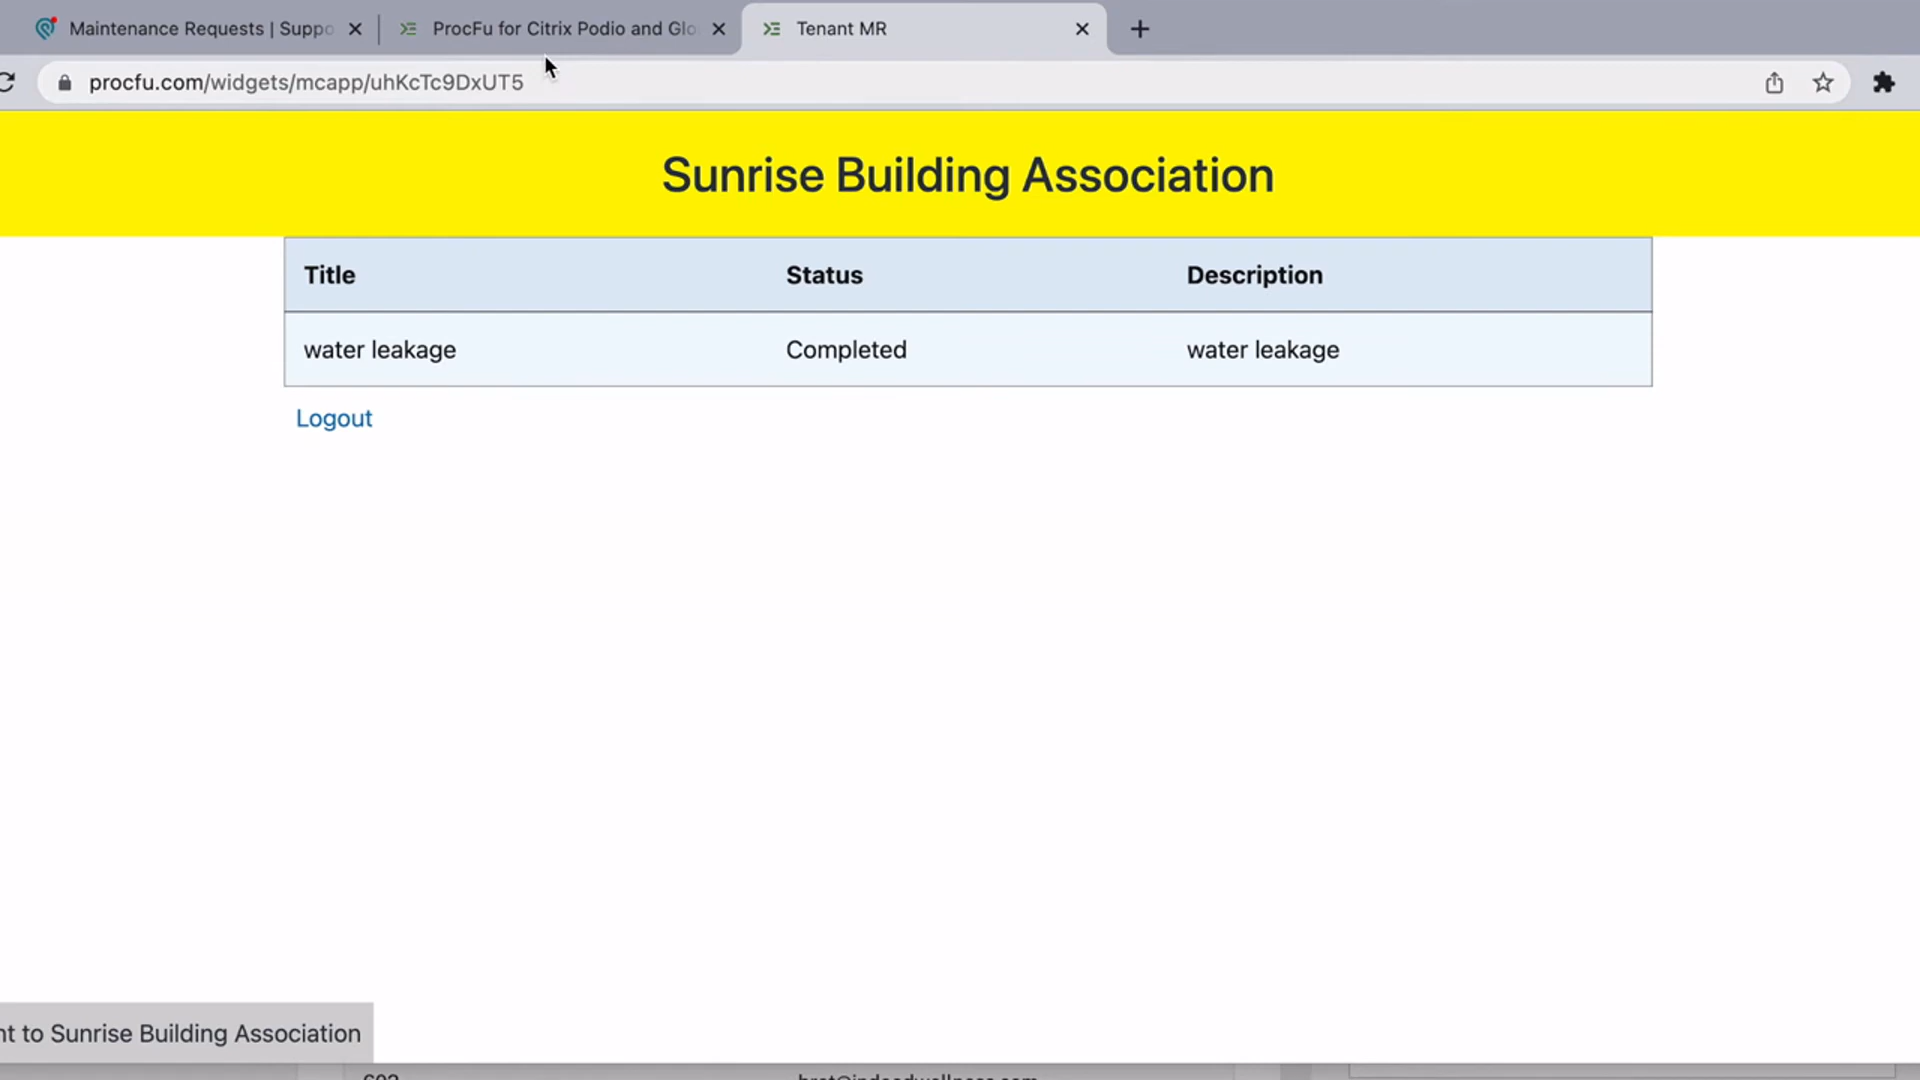 Maintenance Requests | Suppo
ProcFu for Citrix Podio and Glo
Tenant MR
procfu.com/widgets/mcapp/uhKcTc9DxUT5
Sunrise Building Association
Title Status Description
water leakage Completed water leakage
Logout
nt to Sunrise Building Association